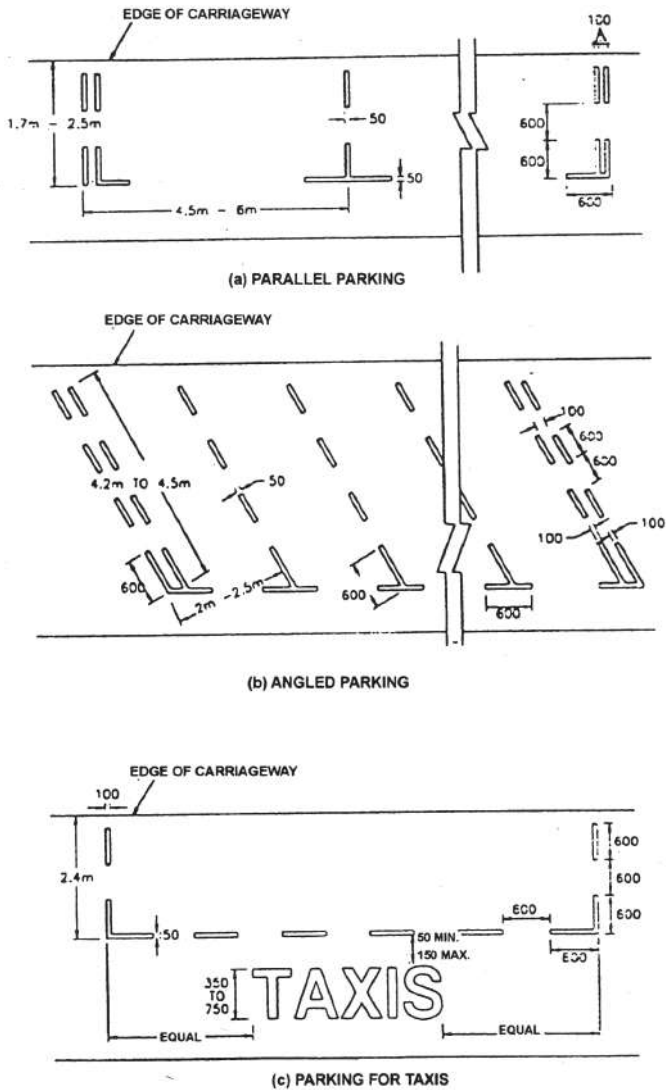 EDGE OF CARRIAGEWAY
100
1.7m - 2.5m
50
600
600
50
4.5m - 6m
600
(a) PARALLEL PARKING
EDGE OF CARRIAGEWAY
100
600
600
4.2m TO 4.5m
50
100
100
600
2m - 2.5m
600
600
(b) ANGLED PARKING
EDGE OF CARRIAGEWAY
100
600
2.4m
600
600
600
50
50 MIN.
150 MAX.
600
350
TO
750
TAXIS
EQUAL
EQUAL
(c) PARKING FOR TAXIS